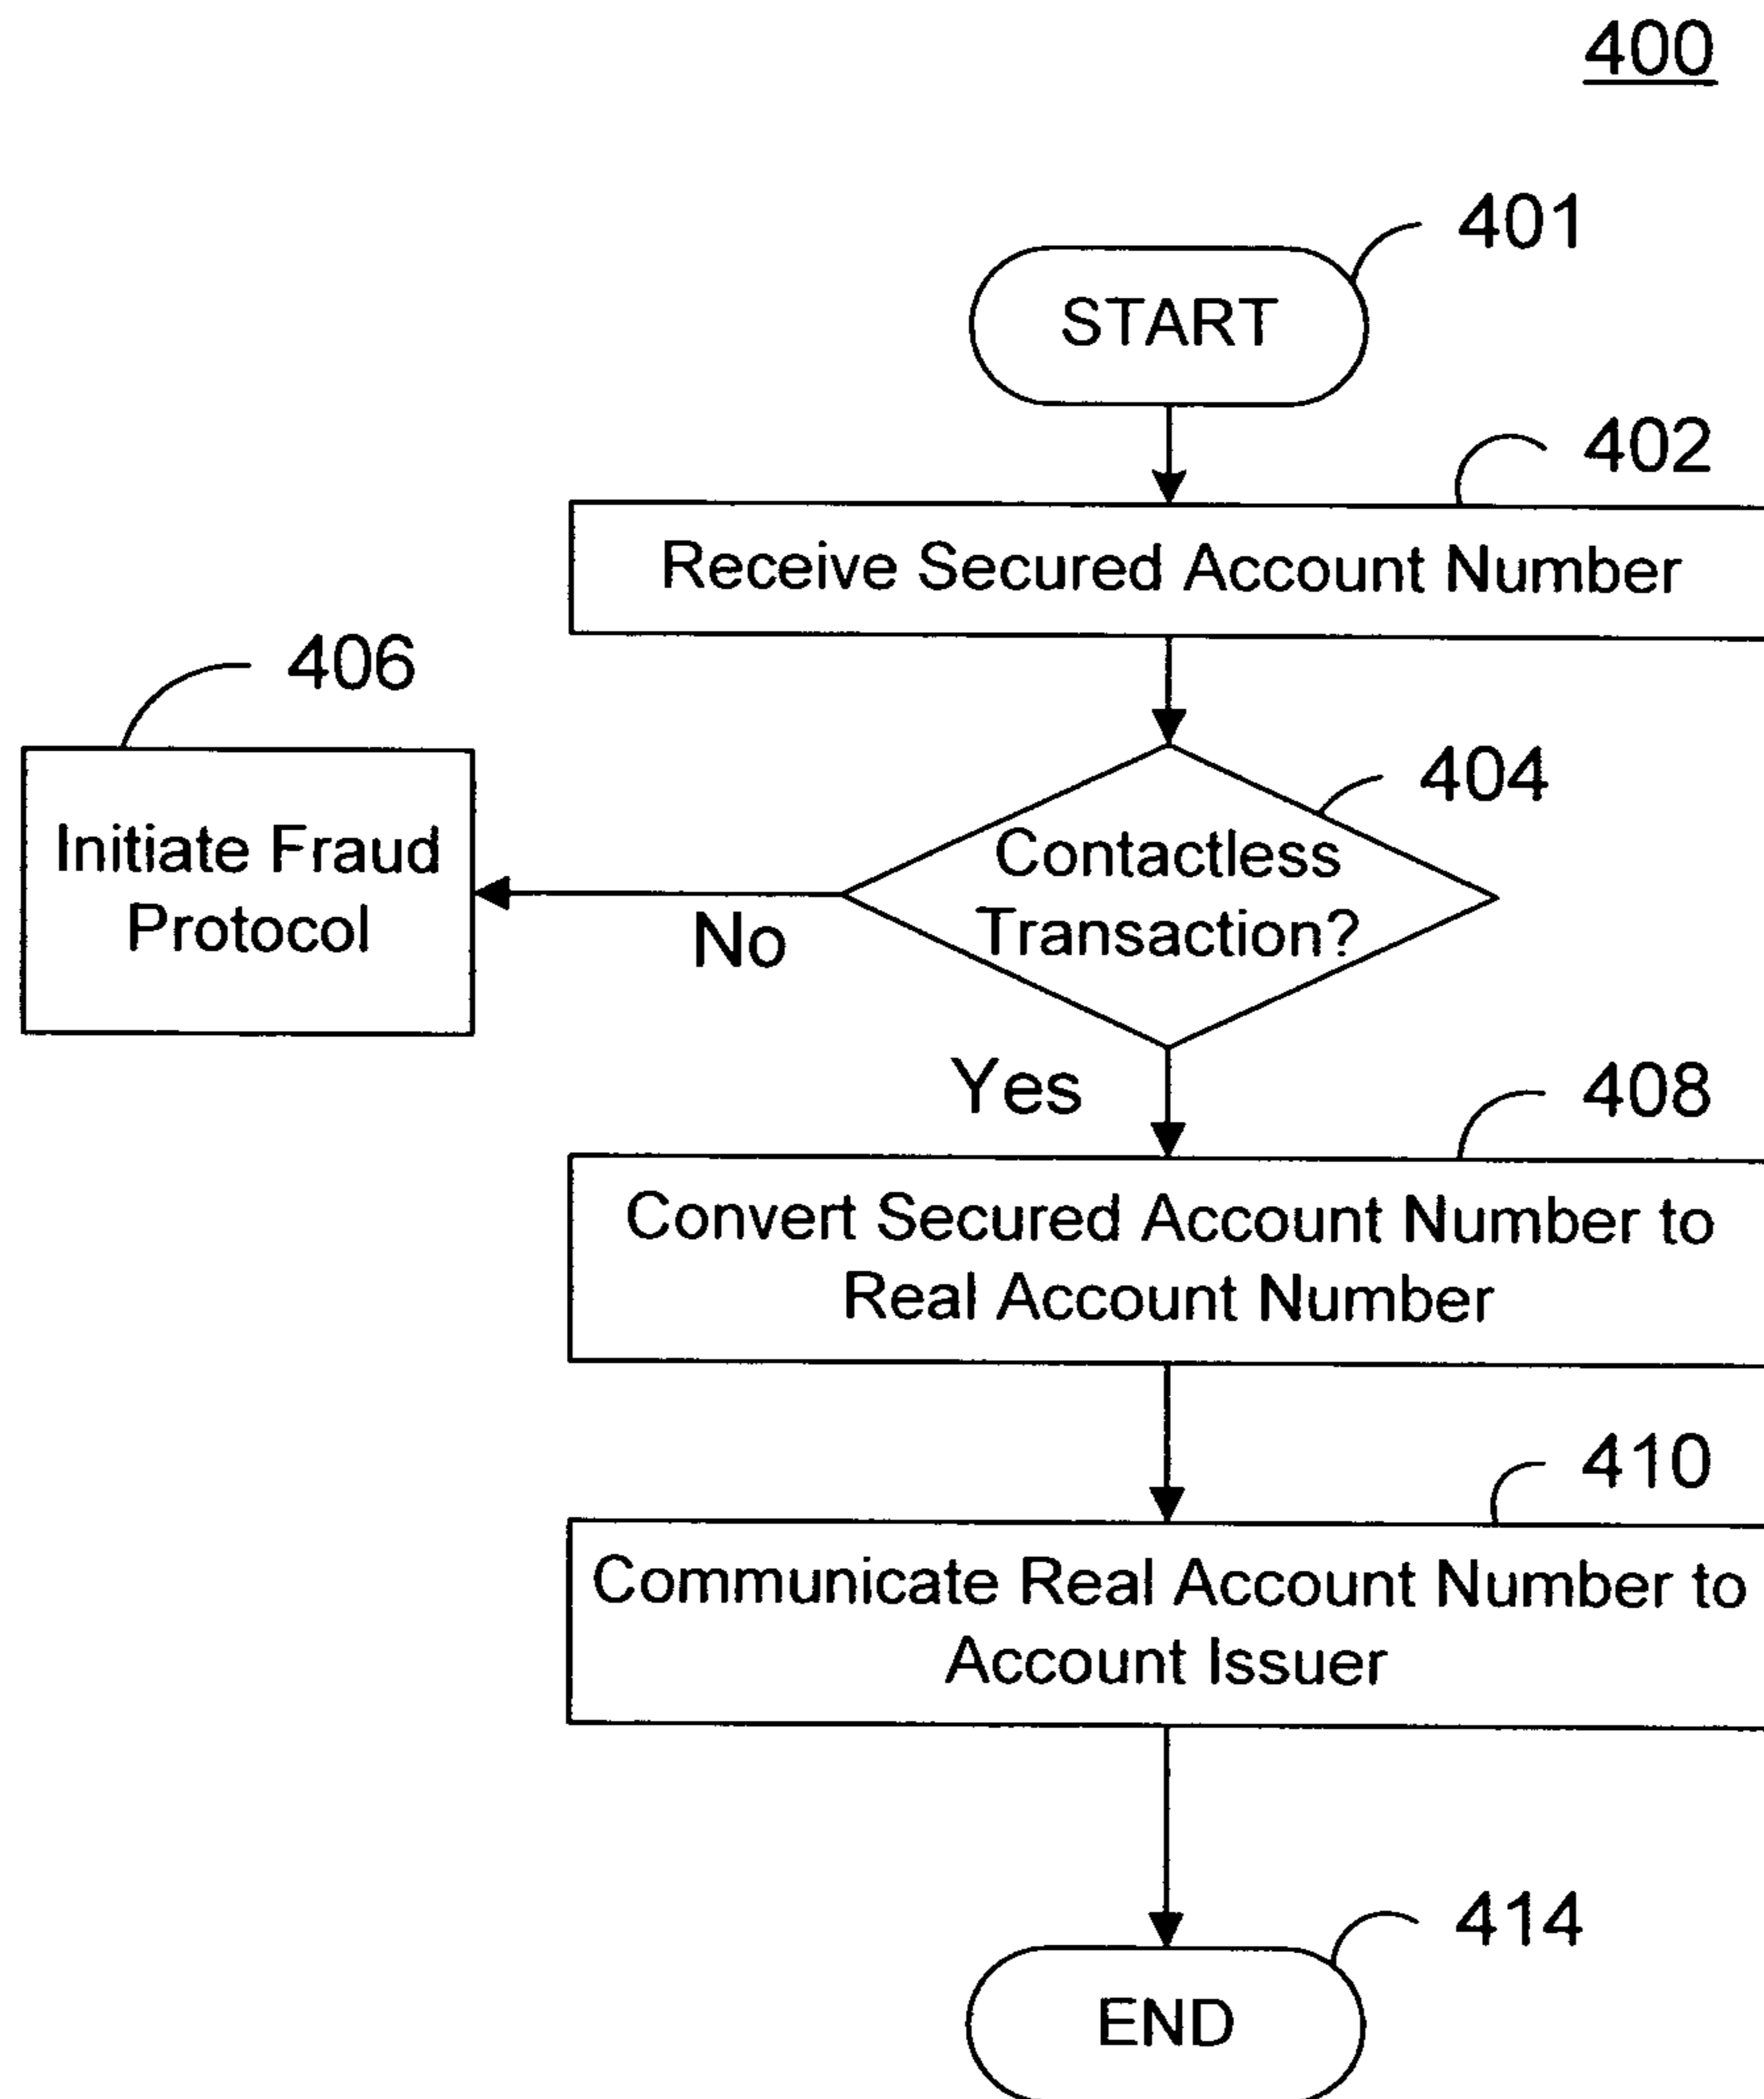 400
401
START
402
Receive Secured Account Number
406
404
Initiate Fraud
Protocol
Contactless
Transaction?
No
Yes
408
Convert Secured Account Number to
Real Account Number
410
Communicate Real Account Number to
Account Issuer
414
END